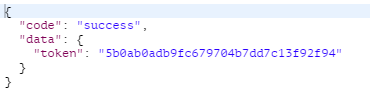 {
  "code": "success",
  "data": {
    "token": "5b0ab0adb9fc679704b7dd7c13f92f94"
  }
}